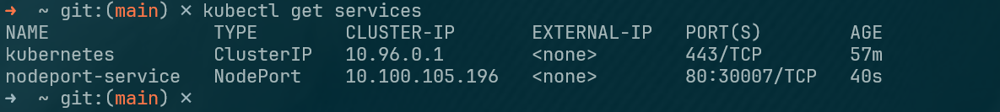 → ~ git:(main) × kubectl get services
NAME TYPE CLUSTER-IP EXTERNAL-IP PORT(S) AGE
kubernetes ClusterIP 10.96.0.1 <none> 443/TCP 57m
nodeport-service NodePort 10.100.105.196 <none> 80:30007/TCP 40s
→ ~ git:(main) ×